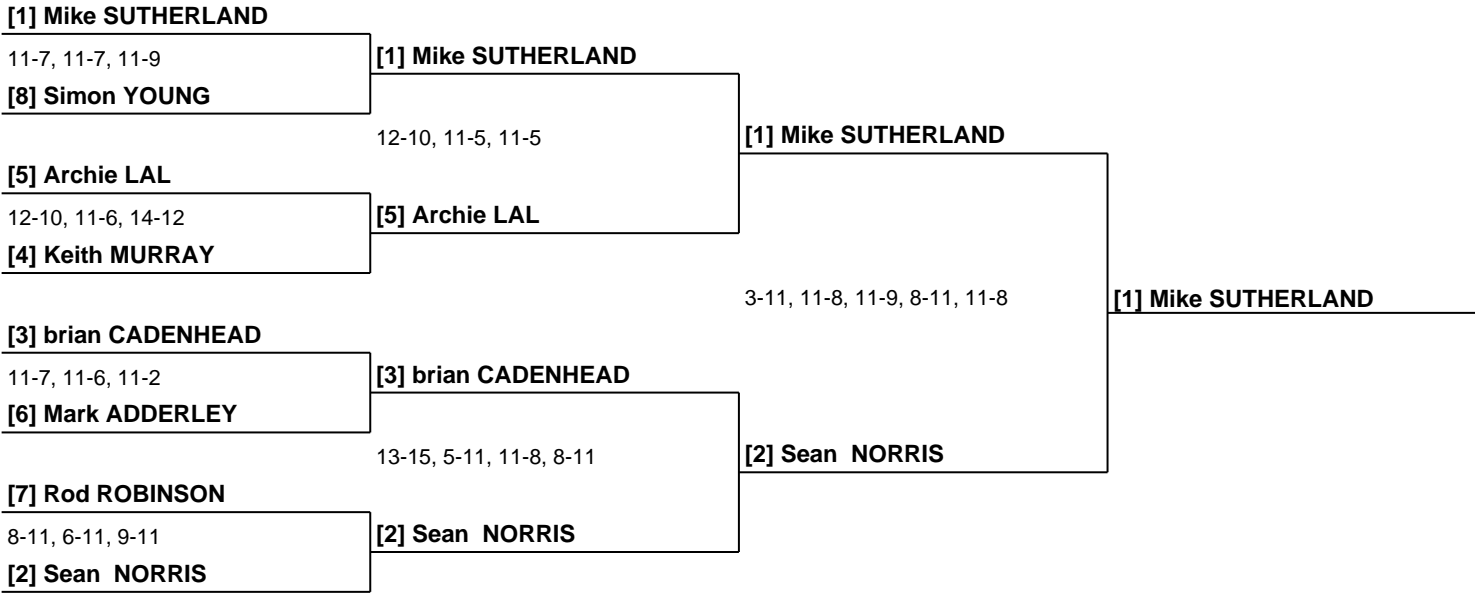 [1] Mike SUTHERLAND
11-7, 11-7, 11-9
[8] Simon YOUNG
[1] Mike SUTHERLAND
12-10, 11-5, 11-5
[5] Archie LAL
12-10, 11-6, 14-12
[4] Keith MURRAY
[5] Archie LAL
[1] Mike SUTHERLAND
3-11, 11-8, 11-9, 8-11, 11-8
[1] Mike SUTHERLAND
[3] brian CADENHEAD
11-7, 11-6, 11-2
[6] Mark ADDERLEY
[3] brian CADENHEAD
13-15, 5-11, 11-8, 8-11
[2] Sean  NORRIS
[7] Rod ROBINSON
8-11, 6-11, 9-11
[2] Sean  NORRIS
[2] Sean  NORRIS